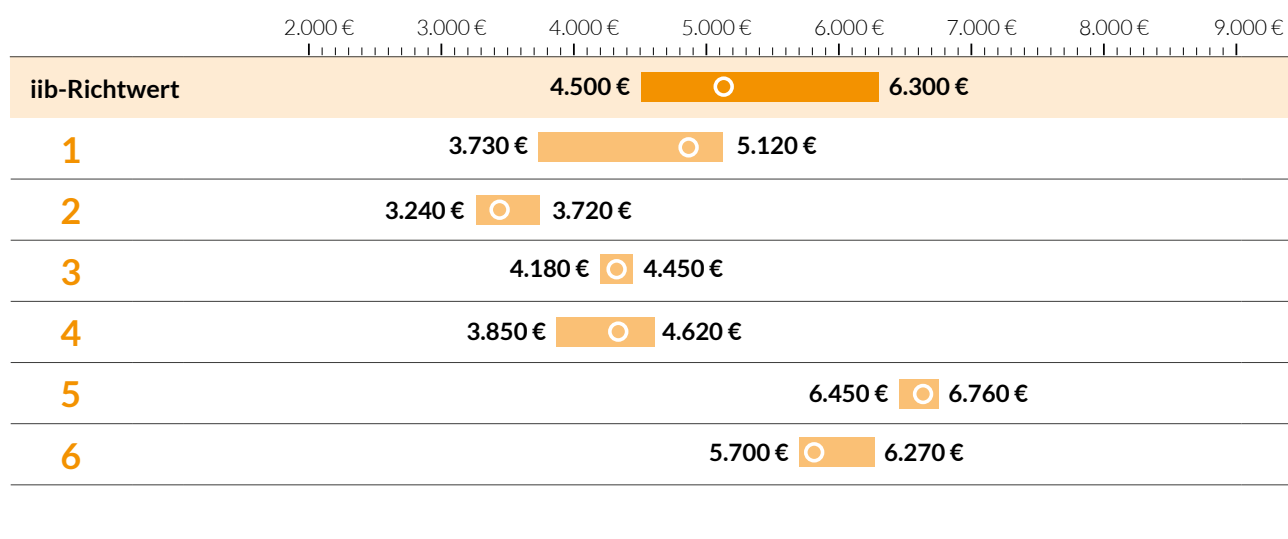 2.000 € 3.000 € 4.000 € 5.000 € 6.000 € 7.000 € 8.000 € 9.000 €
iib-Richtwert 4.500 € 6.300 €
1 3.730 € 5.120 €
2 3.240 € 3.720 €
3 4.180 € 4.450 €
4 3.850 € 4.620 €
5 6.450 € 6.760 €
6 5.700 € 6.270 €